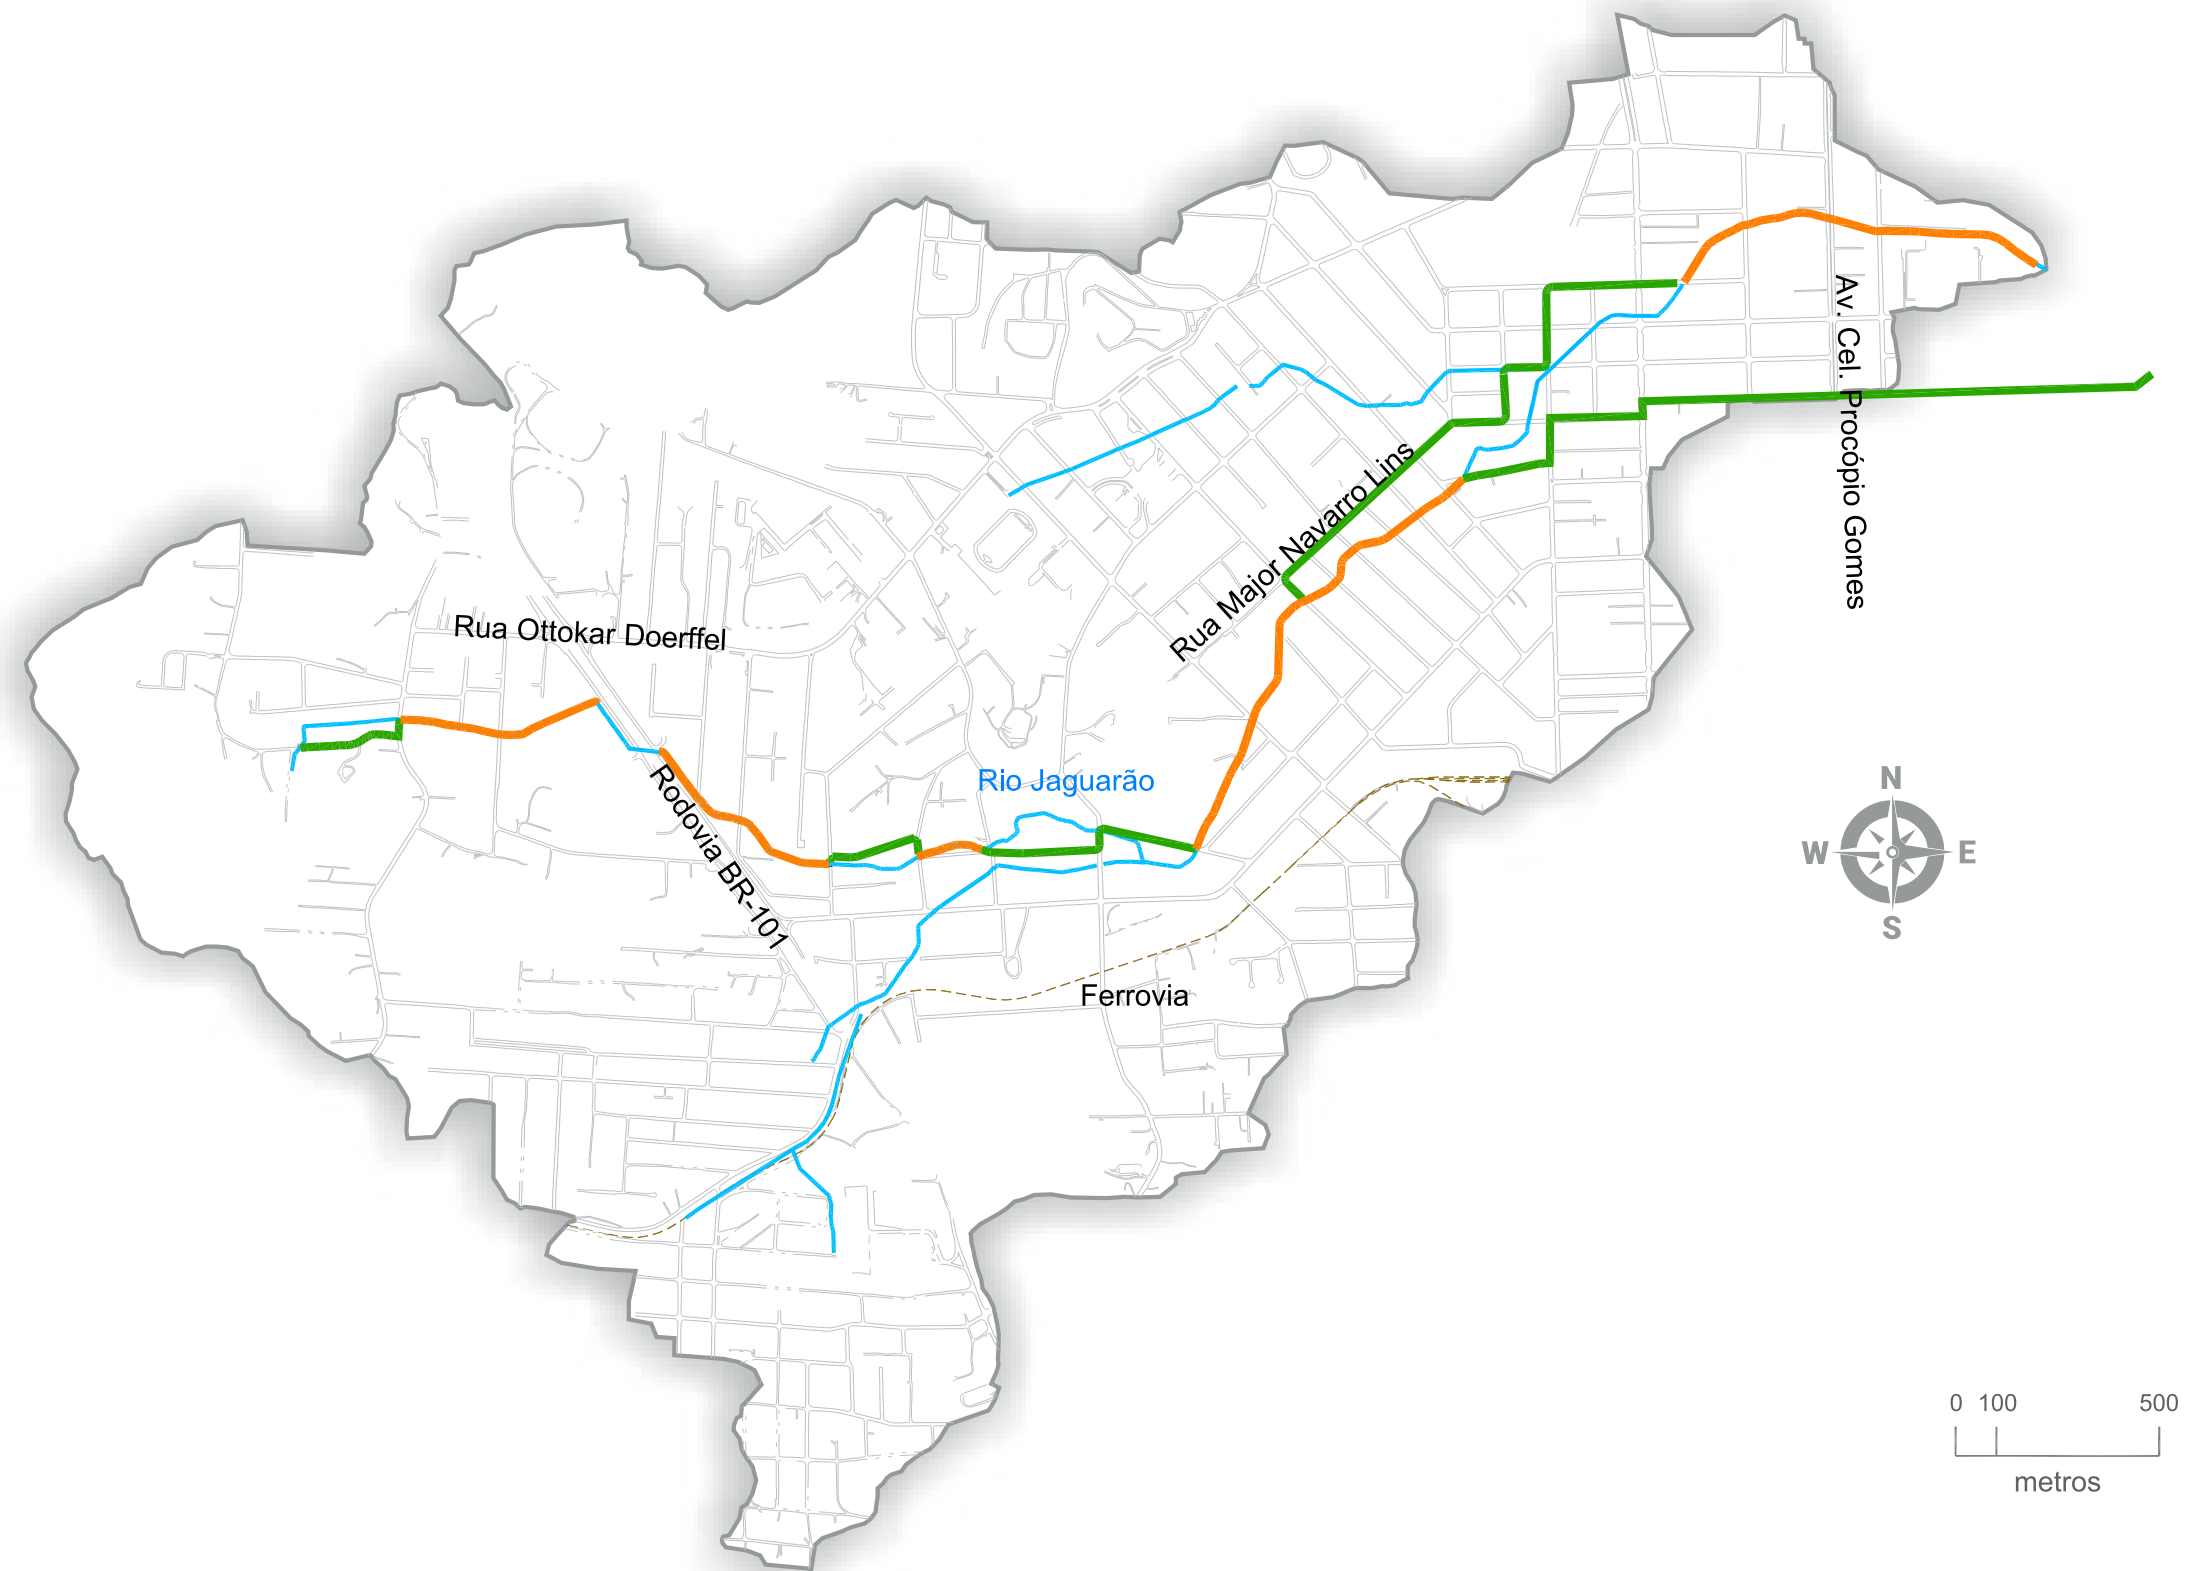 Av. Cel. Procópio Gomes
Rua Major Navarro Lins
Rua Ottokar Doerffel
Rio Jaguarão
Rodovia BR-101
Ferrovia
N
W E
S
0 100 500
metros